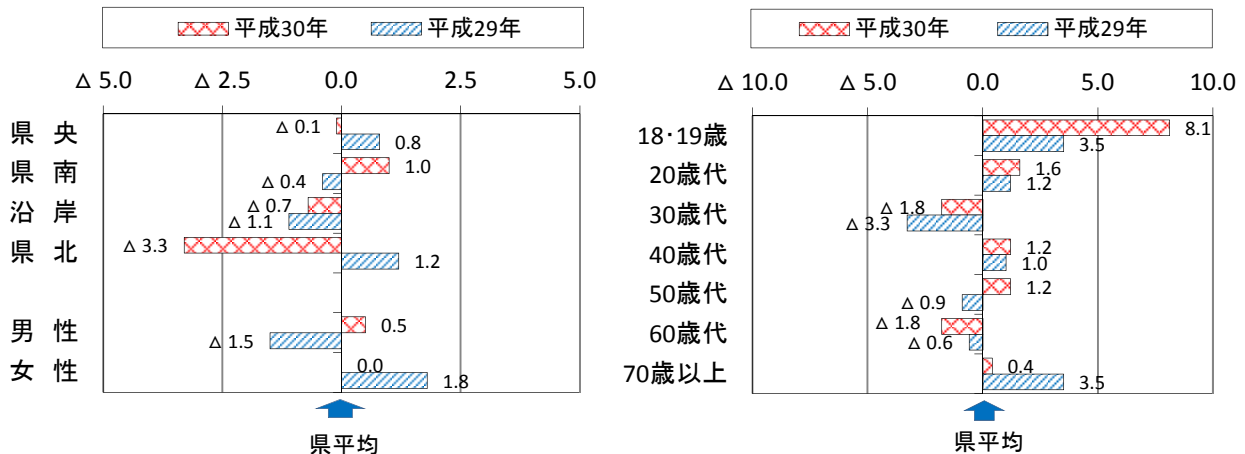 平成30年 平成29年
△ 5.0 △ 2.5 0.0 2.5 5.0
県 央 △ 0.1 0.8
県 南 1.0 △ 0.4
沿 岸 △ 0.7 △ 1.1
県 北 △ 3.3 1.2
男 性 0.5 △ 1.5
女 性 0.0 1.8
県平均
平成30年 平成29年
△ 10.0 △ 5.0 0.0 5.0 10.0
18･19歳 8.1 3.5
20歳代 1.6 1.2
30歳代 △ 1.8 △ 3.3
40歳代 1.2 1.0
50歳代 1.2 △ 0.9
60歳代 △ 1.8 △ 0.6
70歳以上 0.4 3.5
県平均